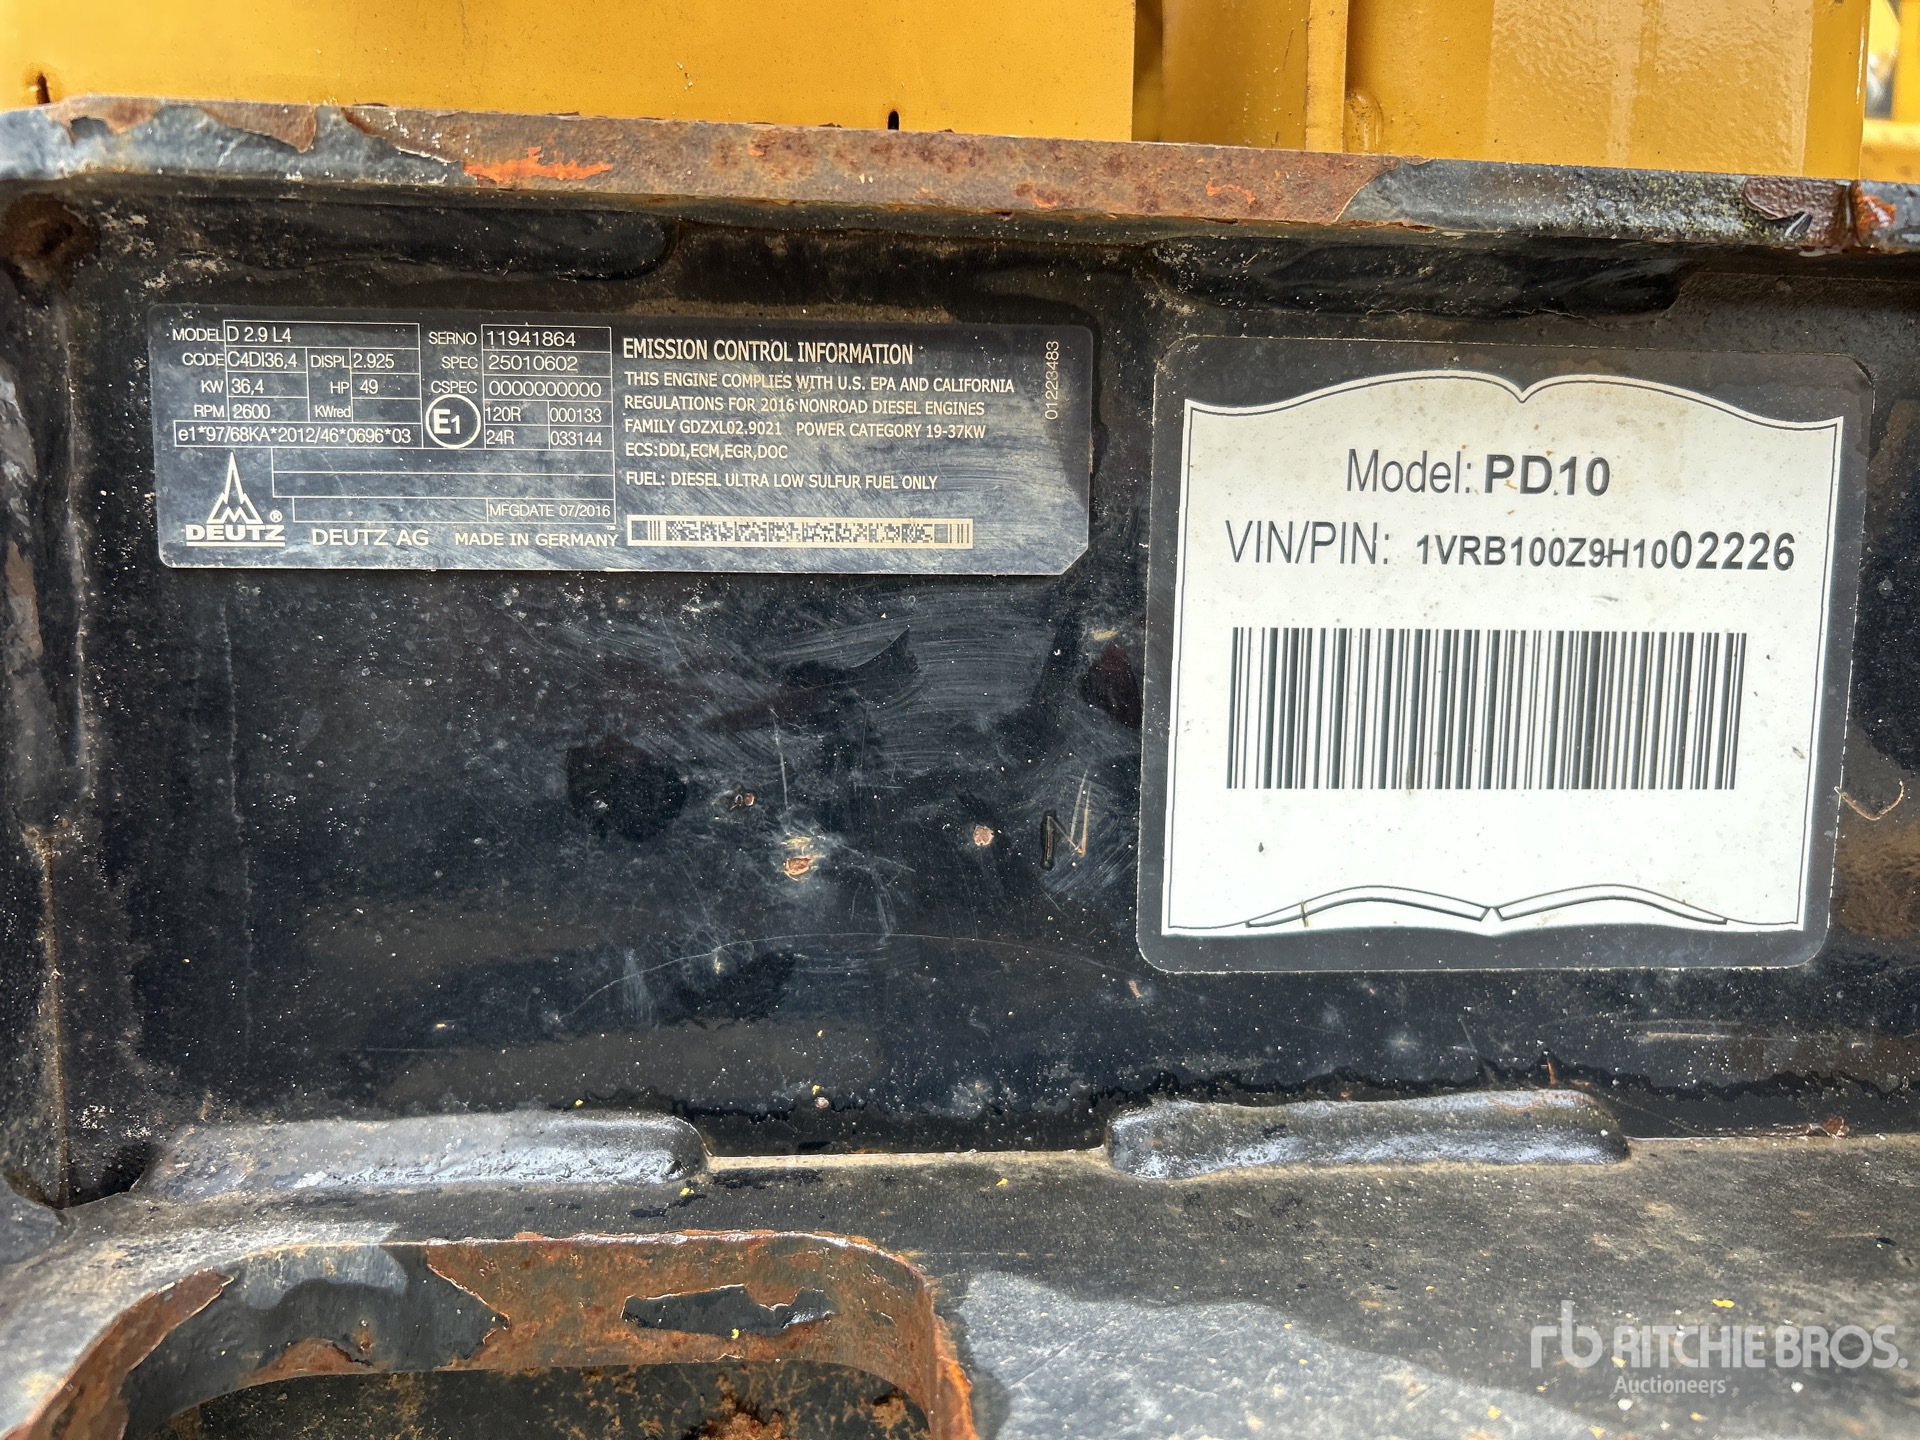 MODEL D 2.9 L4
CODE C4DI36,4 DISPL 2.925
KW 36,4 HP 49
RPM 2600 KWred
e1*97/68KA*2012/46*0696*03
SERNO 11941864
SPEC 25010602
CSPEC 0000000000
E1 120R 000133
24R 033144
MFGDATE 07/2016
DEUTZ® DEUTZ AG MADE IN GERMANY
EMISSION CONTROL INFORMATION
THIS ENGINE COMPLIES WITH U.S. EPA AND CALIFORNIA
REGULATIONS FOR 2016 NONROAD DIESEL ENGINES
FAMILY GDZXL02.9021 POWER CATEGORY 19-37KW
ECS:DDI,ECM,EGR,DOC
FUEL: DIESEL ULTRA LOW SULFUR FUEL ONLY
01223483
Model: PD10
VIN/PIN: 1VRB100Z9H1002226
rb RITCHIE BROS.
Auctioneers